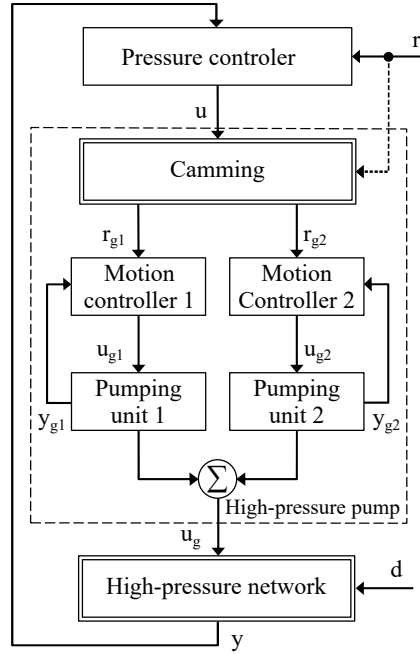 Pressure controler
r
u
Camming
r_g1
r_g2
Motion
controller 1
Motion
Controller 2
u_g1
u_g2
Pumping
unit 1
Pumping
unit 2
y_g1
y_g2
Σ
High-pressure pump
u_g
High-pressure network
d
y